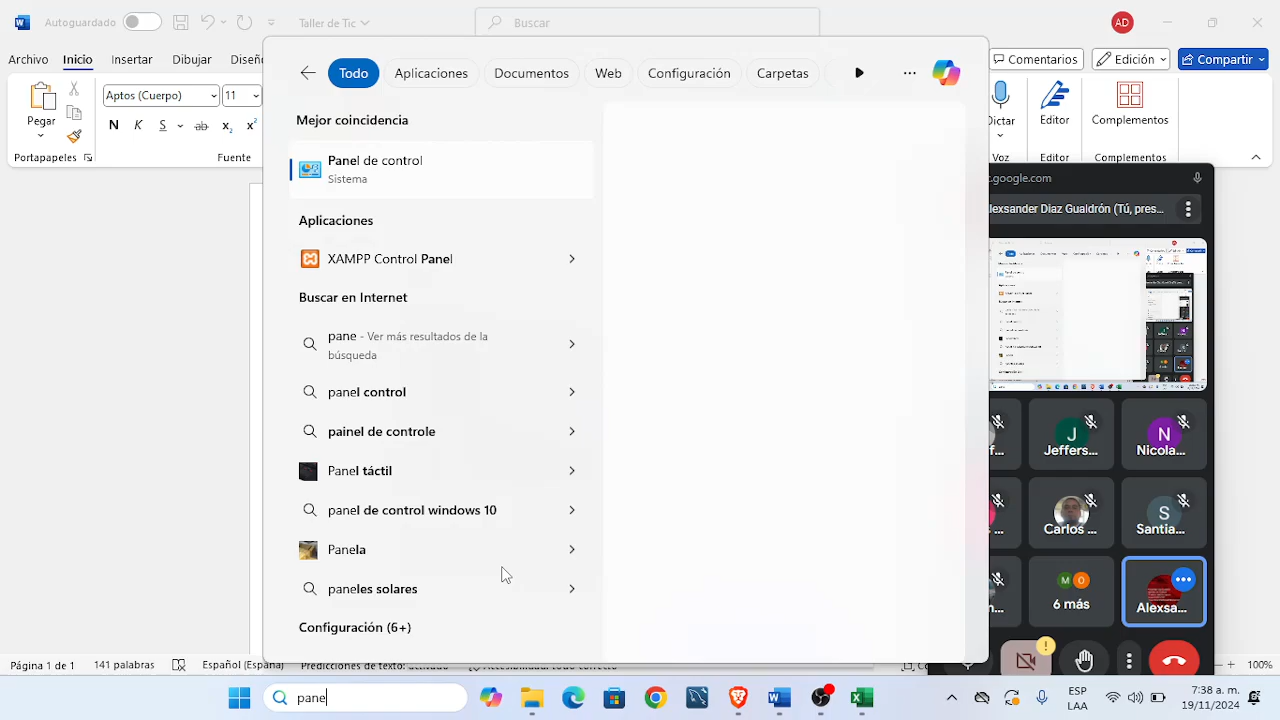 Autoguardado
Taller de Tic
Buscar
AD
Archivo
Inicio
Insertar
Dibujar
Comentarios
Edición
Compartir
Pegar
Aptos (Cuerpo)
11
N K S ab x₂ x²
Portapapeles
Fuente
Editor
Complementos
Voz
Editor
Complementos
Todo
Aplicaciones
Documentos
Web
Configuración
Carpetas
Mejor coincidencia
Panel de control
Sistema
Aplicaciones
XAMPP Control Panel
Buscar en Internet
pane - Ver más resultados de la
búsqueda
panel control
painel de controle
Panel táctil
panel de control windows 10
Panela
paneles solares
Configuración (6+)
.google.com
Diaz Gualdrón (Tú, pres...
J
Jeffers...
N
Nicola...
Carlos...
S
Santia...
M O
6 más
Alexsa...
Página 1 de 1
141 palabras
Español (España)
100%
pane
ESP
LAA
7:38 a. m.
19/11/2024